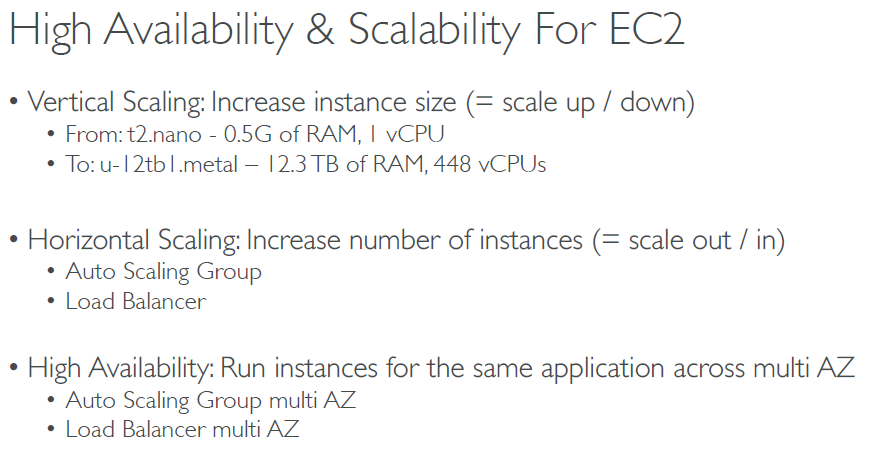 High Availability & Scalability For EC2
• Vertical Scaling: Increase instance size (= scale up / down)
• From: t2.nano - 0.5G of RAM, 1 vCPU
• To: u-12tb1.metal – 12.3 TB of RAM, 448 vCPUs
• Horizontal Scaling: Increase number of instances (= scale out / in)
• Auto Scaling Group
• Load Balancer
• High Availability: Run instances for the same application across multi AZ
• Auto Scaling Group multi AZ
• Load Balancer multi AZ